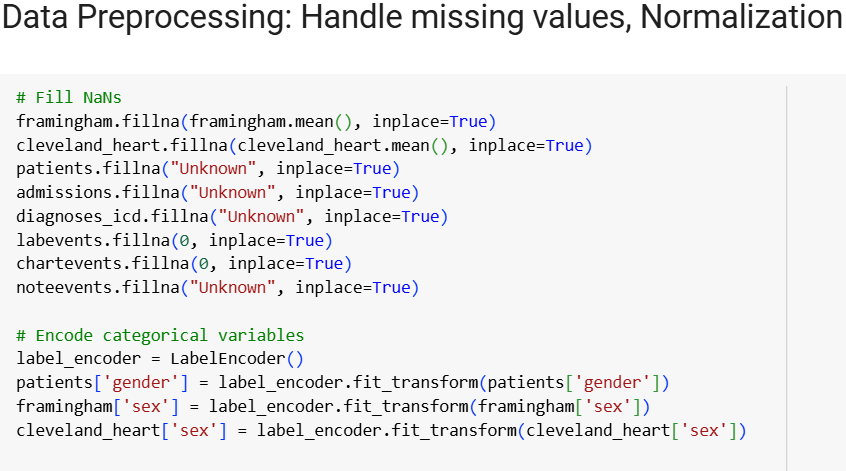 Data Preprocessing: Handle missing values, Normalization
# Fill NaNs
framingham.fillna(framingham.mean(), inplace=True)
cleveland_heart.fillna(cleveland_heart.mean(), inplace=True)
patients.fillna("Unknown", inplace=True)
admissions.fillna("Unknown", inplace=True)
diagnoses_icd.fillna("Unknown", inplace=True)
labevents.fillna(0, inplace=True)
chartevents.fillna(0, inplace=True)
noteevents.fillna("Unknown", inplace=True)
# Encode categorical variables
label_encoder = LabelEncoder()
patients['gender'] = label_encoder.fit_transform(patients['gender'])
framingham['sex'] = label_encoder.fit_transform(framingham['sex'])
cleveland_heart['sex'] = label_encoder.fit_transform(cleveland_heart['sex'])